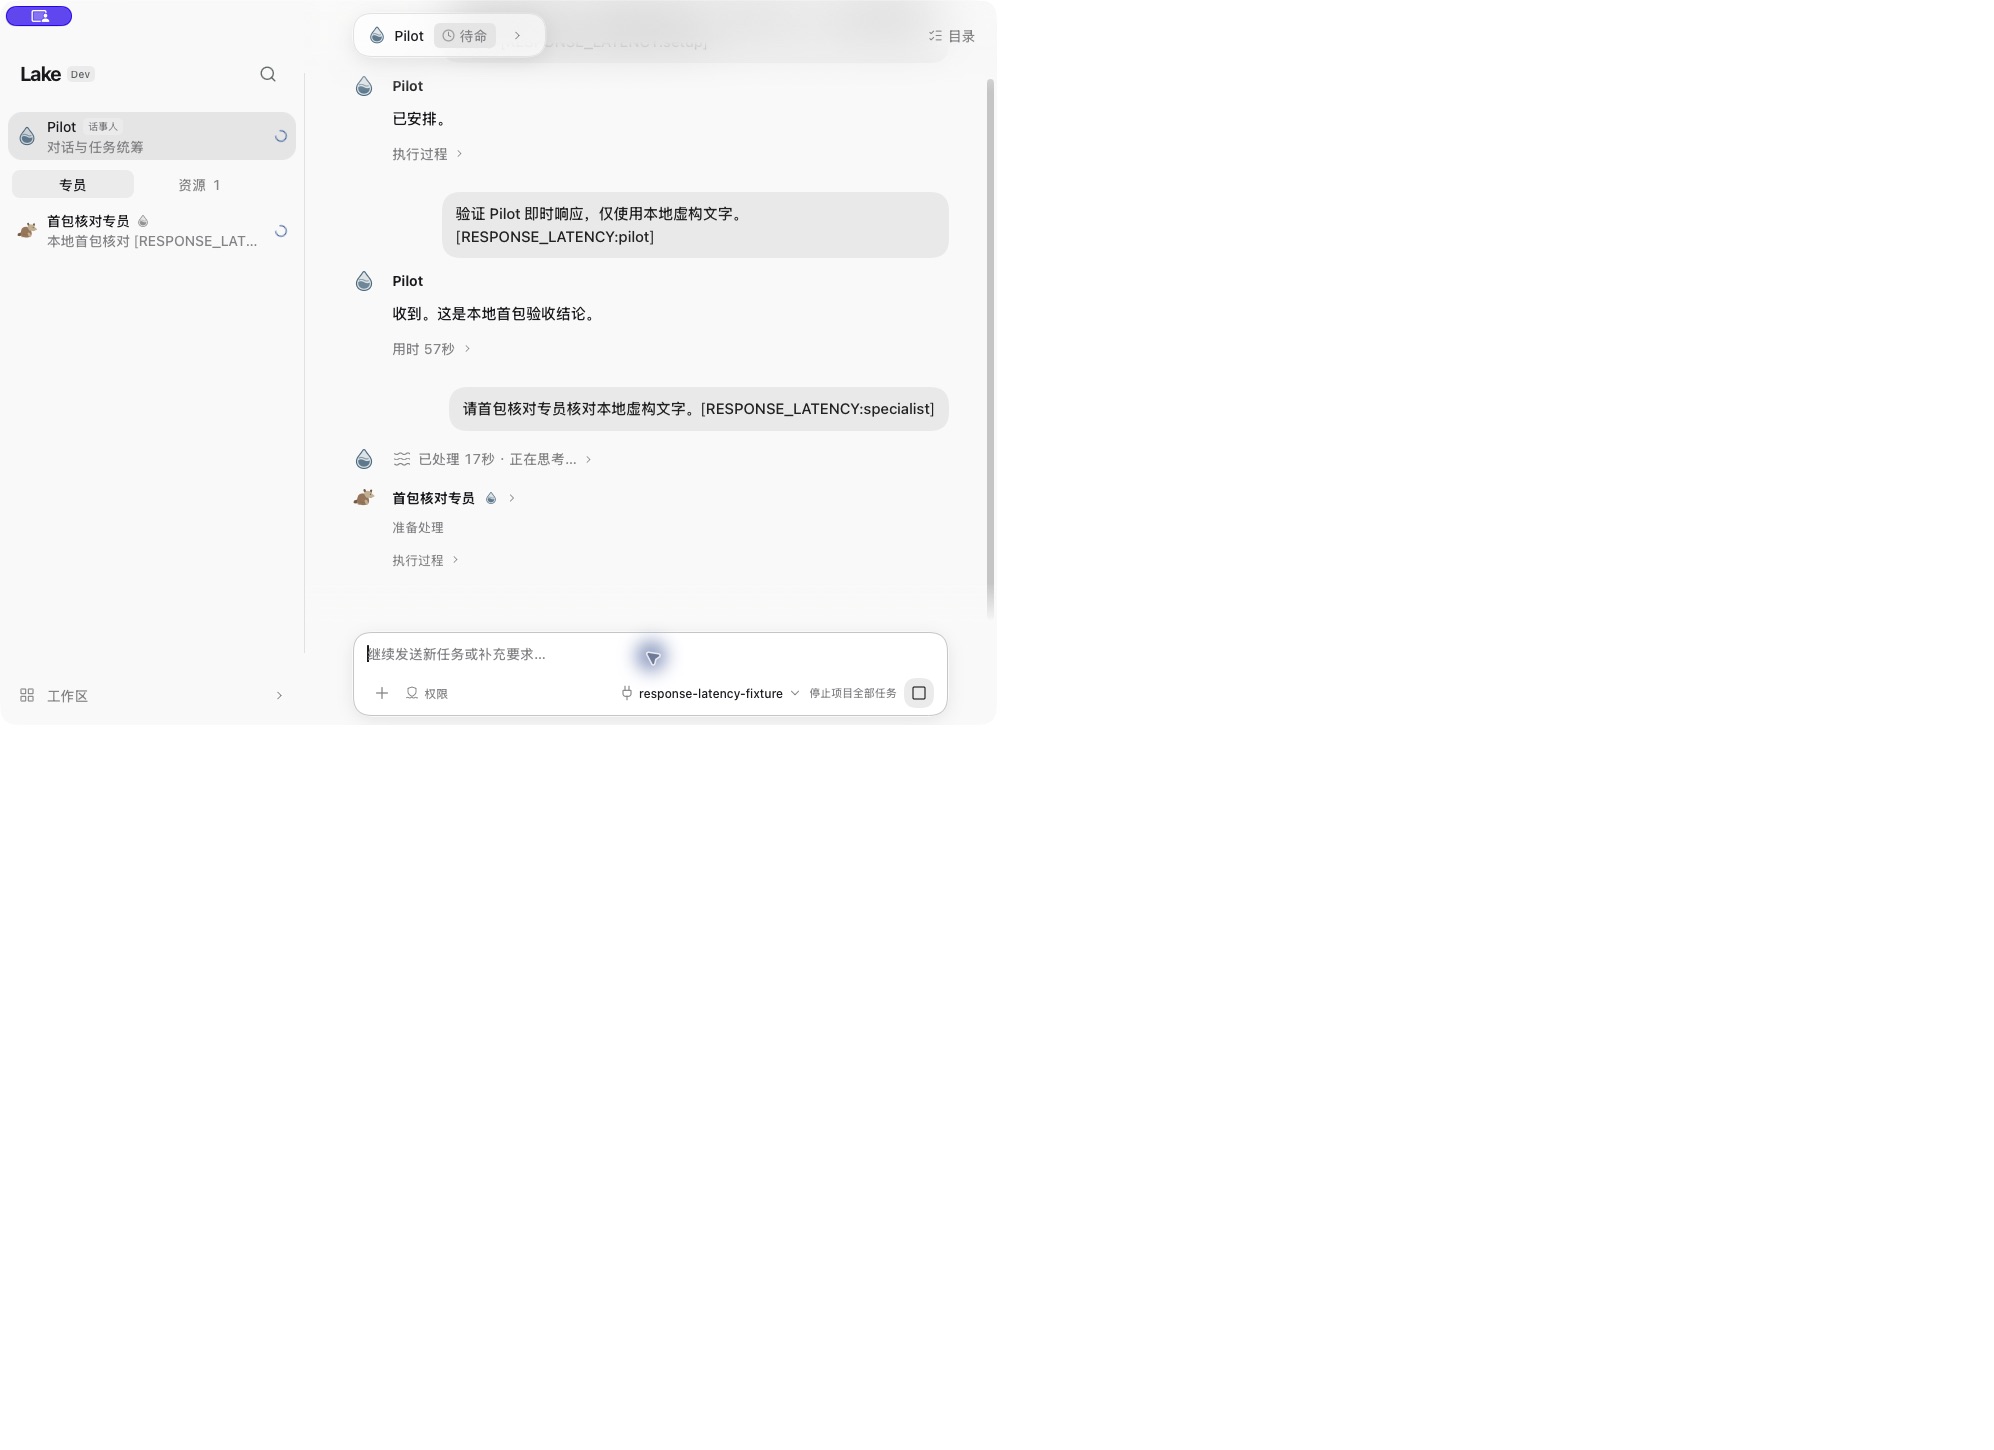 Lake Dev
Pilot 话事人
对话与任务统筹
专员
资源 1
首包核对专员
本地首包核对 [RESPONSE_LAT...
工作区
Pilot 待命
目录
Pilot
已安排。
执行过程
验证 Pilot 即时响应，仅使用本地虚构文字。
[RESPONSE_LATENCY:pilot]
Pilot
收到。这是本地首包验收结论。
用时 57秒
请首包核对专员核对本地虚构文字。[RESPONSE_LATENCY:specialist]
已处理 17秒 · 正在思考...
首包核对专员
准备处理
执行过程
继续发送新任务或补充要求...
权限
response-latency-fixture
停止项目全部任务